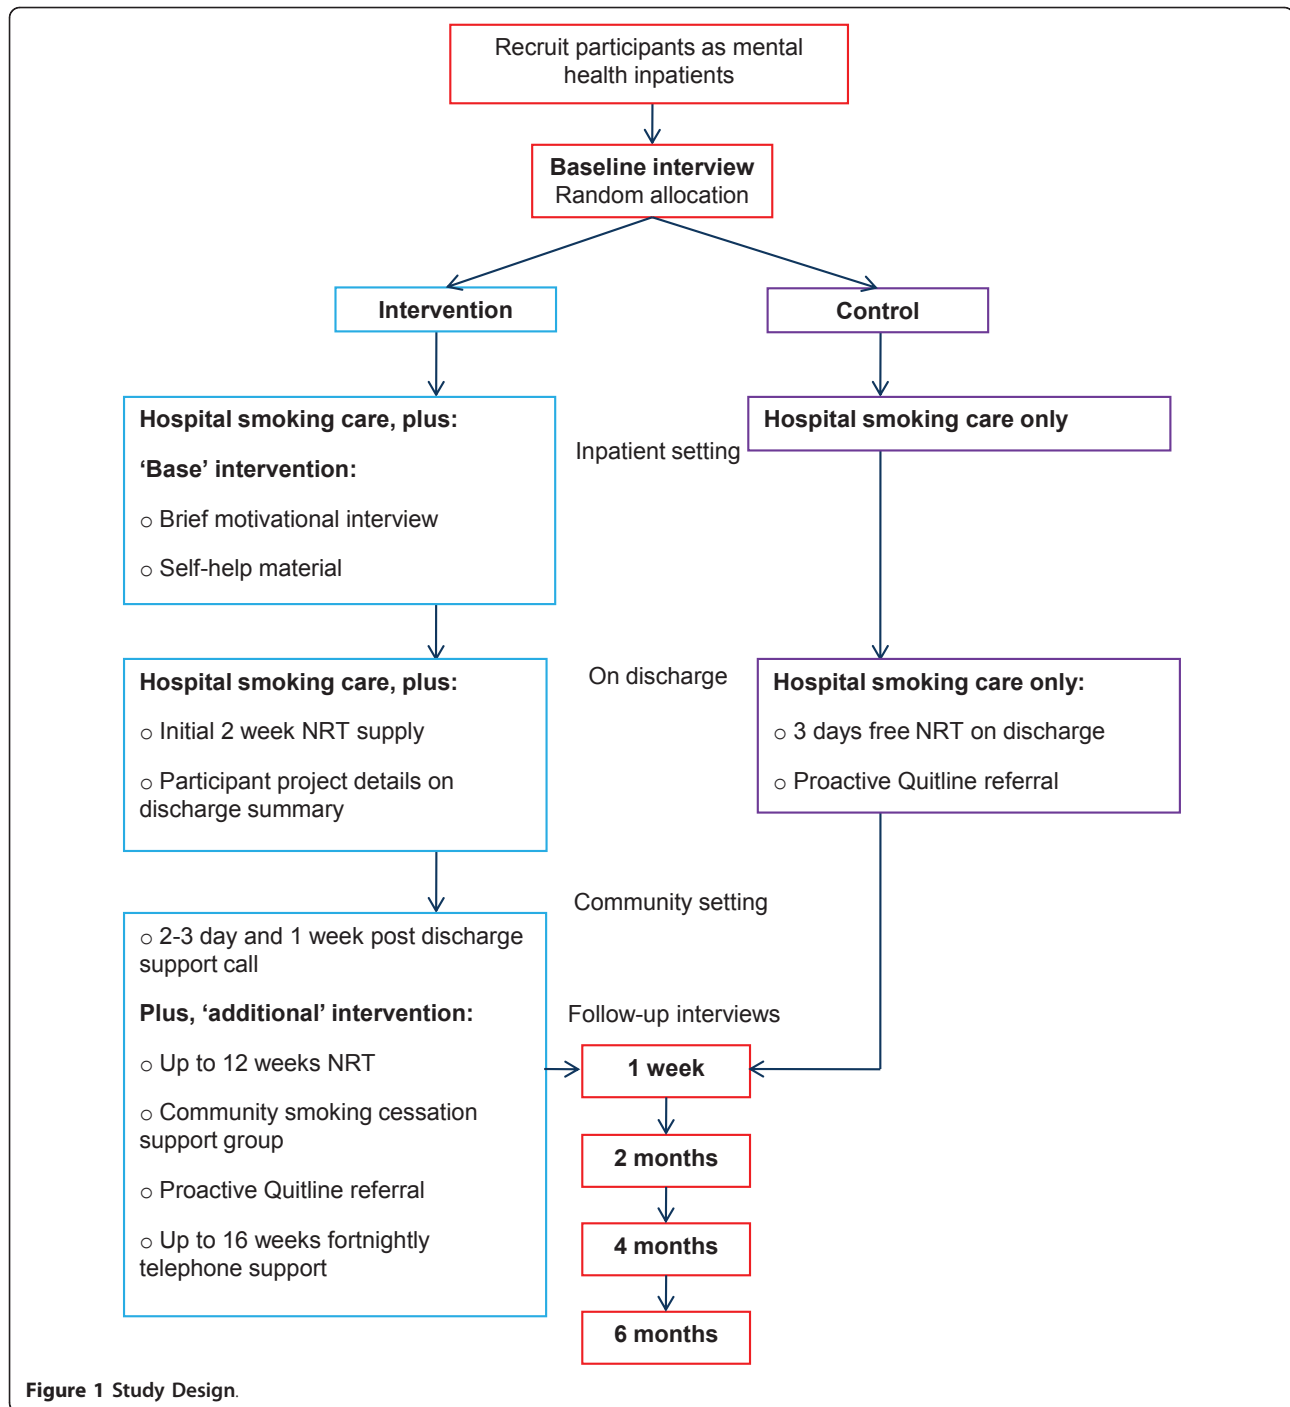 Recruit participants as mental
health inpatients
Baseline interview
Random allocation
Intervention
Control
Hospital smoking care, plus:
‘Base’ intervention:
○ Brief motivational interview
○ Self-help material
Inpatient setting
Hospital smoking care only
Hospital smoking care, plus:
○ Initial 2 week NRT supply
○ Participant project details on
discharge summary
On discharge
Hospital smoking care only:
○ 3 days free NRT on discharge
○ Proactive Quitline referral
Community setting
○ 2-3 day and 1 week post discharge
support call
Plus, ‘additional’ intervention:
○ Up to 12 weeks NRT
○ Community smoking cessation
support group
○ Proactive Quitline referral
○ Up to 16 weeks fortnightly
telephone support
Follow-up interviews
1 week
2 months
4 months
6 months
Figure 1 Study Design.